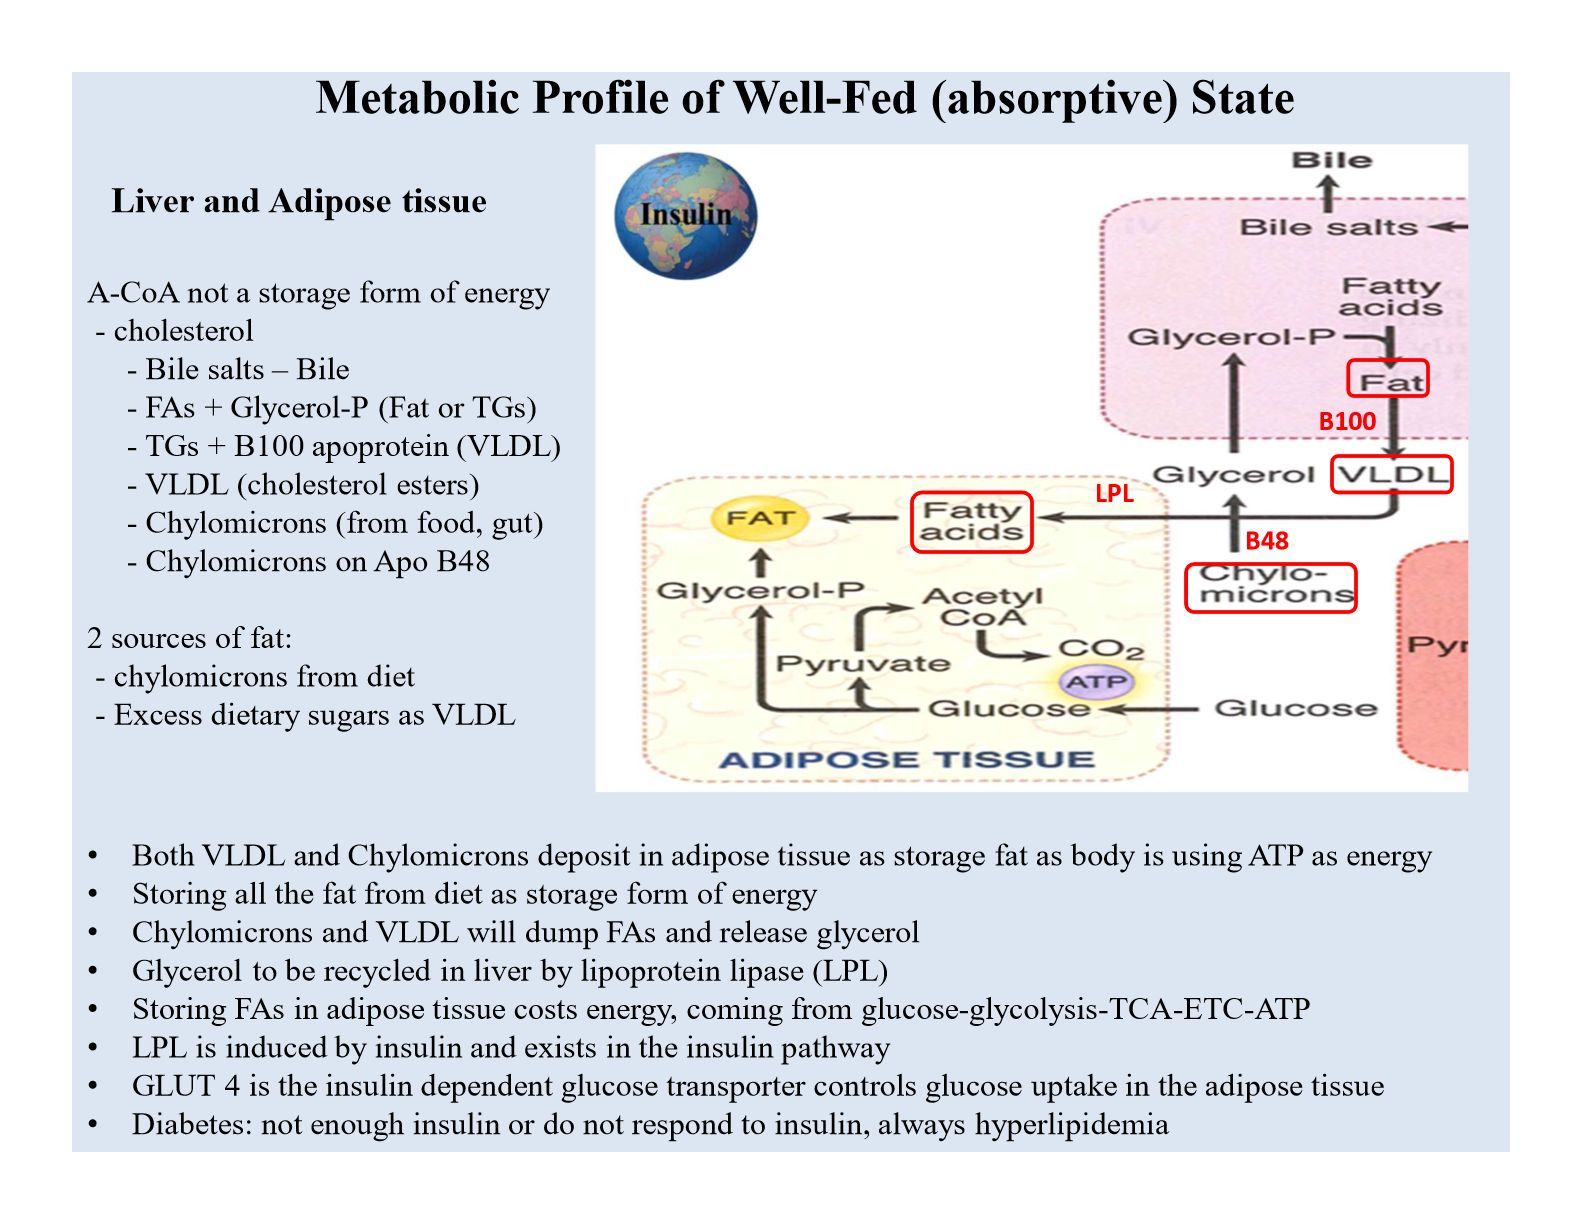 Metabolic Profile of Well-Fed (absorptive) State
Liver and Adipose tissue
A-CoA not a storage form of energy
- cholesterol
- Bile salts – Bile
- FAs + Glycerol-P (Fat or TGs)
- TGs + B100 apoprotein (VLDL)
- VLDL (cholesterol esters)
- Chylomicrons (from food, gut)
- Chylomicrons on Apo B48
2 sources of fat:
- chylomicrons from diet
- Excess dietary sugars as VLDL
Insulin
Bile
Bile salts
Fatty
acids
Glycerol-P
Fat
B100
Glycerol
VLDL
LPL
FAT
Fatty
acids
B48
Chylo-
microns
Glycerol-P
Acetyl
CoA
CO2
Pyruvate
ATP
Glucose
Glucose
Pyr
ADIPOSE TISSUE
• Both VLDL and Chylomicrons deposit in adipose tissue as storage fat as body is using ATP as energy
• Storing all the fat from diet as storage form of energy
• Chylomicrons and VLDL will dump FAs and release glycerol
• Glycerol to be recycled in liver by lipoprotein lipase (LPL)
• Storing FAs in adipose tissue costs energy, coming from glucose-glycolysis-TCA-ETC-ATP
• LPL is induced by insulin and exists in the insulin pathway
• GLUT 4 is the insulin dependent glucose transporter controls glucose uptake in the adipose tissue
• Diabetes: not enough insulin or do not respond to insulin, always hyperlipidemia